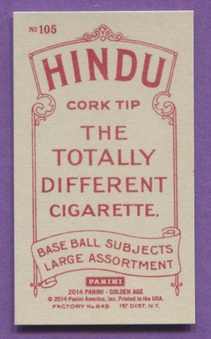 No 105
HINDU
CORK TIP
THE
TOTALLY
DIFFERENT
CIGARETTE.
BASE BALL SUBJECTS
LARGE ASSORTMENT
PANINI
2014 PANINI - GOLDEN AGE
© 2014 Panini America, Inc. Printed in the USA.
FACTORY No. 649. 1ST DIST. N.Y.